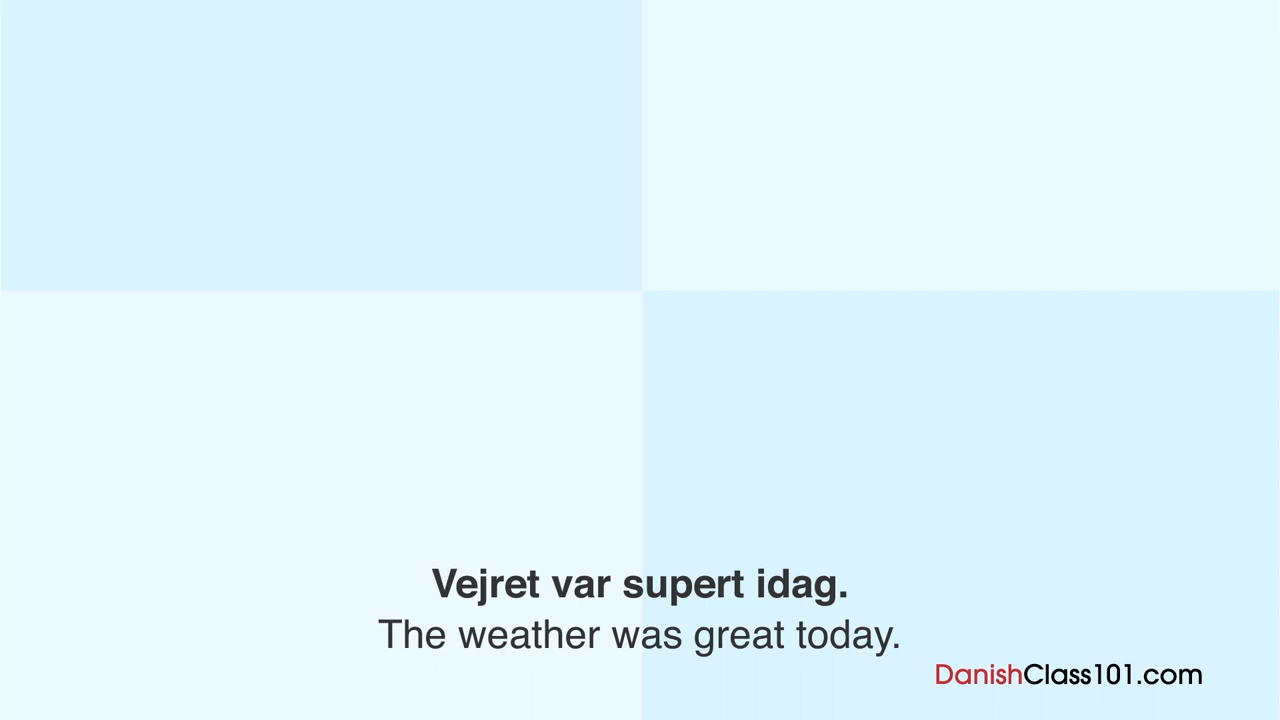 Vejret var supert idag.
The weather was great today.
DanishClass101.com